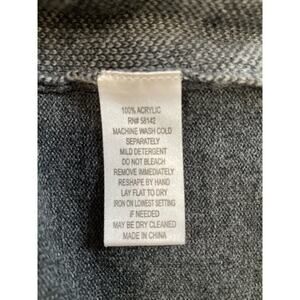 100% ACRYLIC
RN# 58142
MACHINE WASH COLD
SEPARATELY
MILD DETERGENT
DO NOT BLEACH
REMOVE IMMEDIATELY
RESHAPE BY HAND
LAY FLAT TO DRY
IRON ON LOWEST SETTING
IF NEEDED
MAY BE DRY CLEANED
MADE IN CHINA